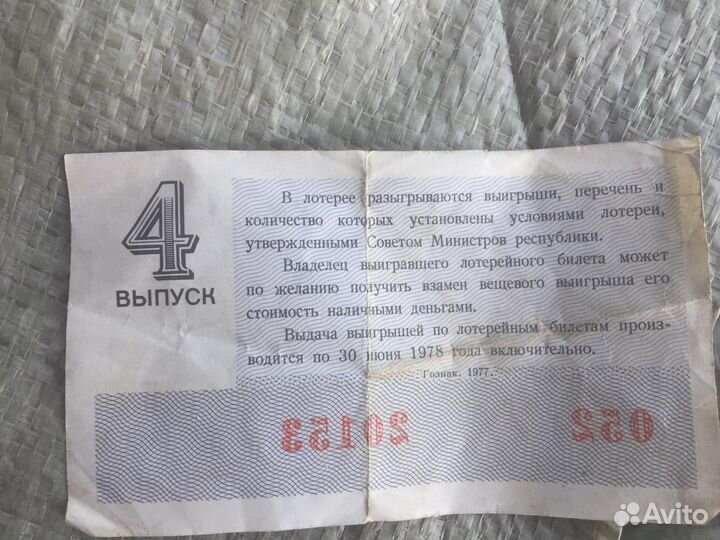 4
ВЫПУСК
В лотерее разыгрываются выигрыши, перечень и
количество которых установлены условиями лотереи,
утвержденными Советом Министров республики.
Владелец выигравшего лотерейного билета может
по желанию получить взамен вещевого выигрыша его
стоимость наличными деньгами.
Выдача выигрышей по лотерейным билетам произ-
водится по 30 июня 1978 года включительно.
Гознак. 1977.
20153 052
Avito